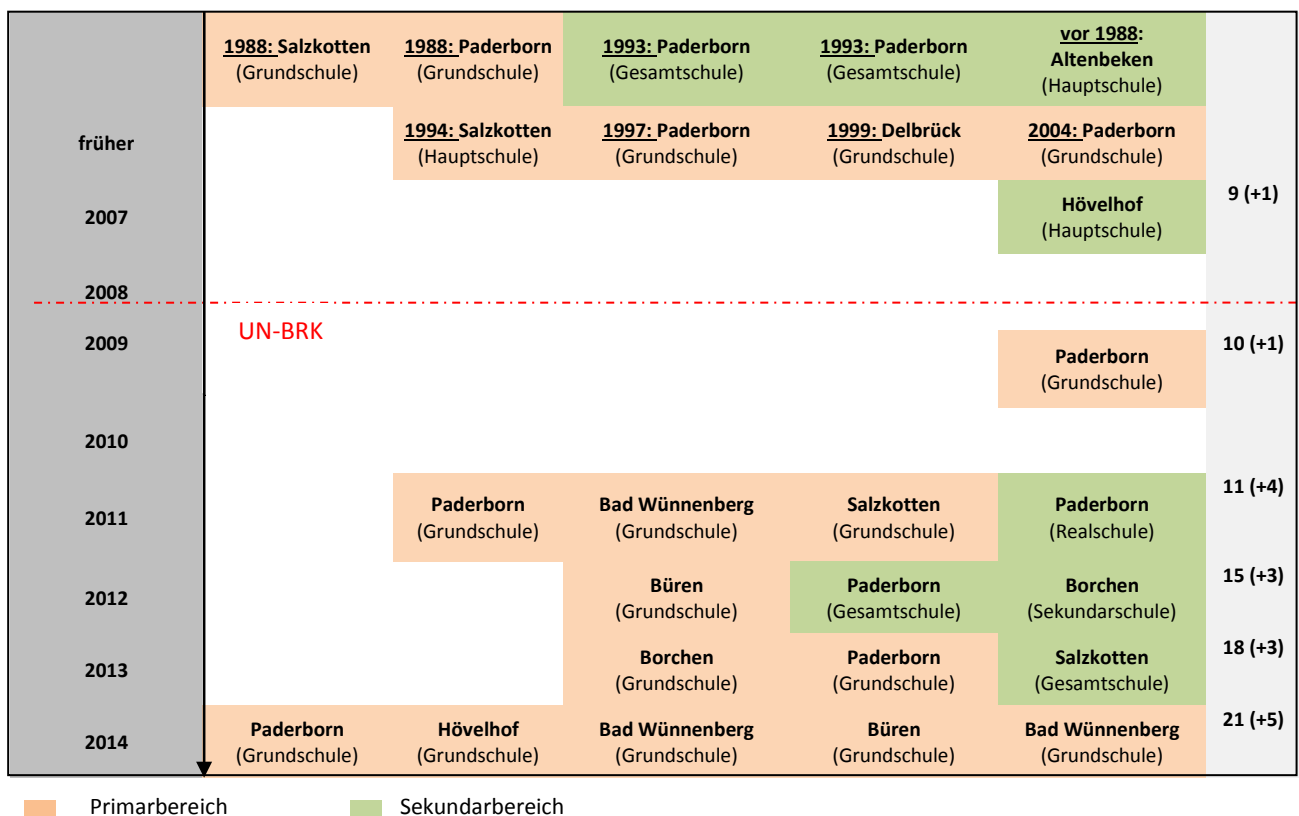 1988: Salzkotten
(Grundschule)
1988: Paderborn
(Grundschule)
1993: Paderborn
(Gesamtschule)
1993: Paderborn
(Gesamtschule)
vor 1988:
Altenbeken
(Hauptschule)
früher
1994: Salzkotten
(Hauptschule)
1997: Paderborn
(Grundschule)
1999: Delbrück
(Grundschule)
2004: Paderborn
(Grundschule)
2007
Hövelhof
(Hauptschule)
9 (+1)
2008
UN-BRK
2009
Paderborn
(Grundschule)
10 (+1)
2010
2011
Paderborn
(Grundschule)
Bad Wünnenberg
(Grundschule)
Salzkotten
(Grundschule)
Paderborn
(Realschule)
11 (+4)
2012
Büren
(Grundschule)
Paderborn
(Gesamtschule)
Borchen
(Sekundarschule)
15 (+3)
2013
Borchen
(Grundschule)
Paderborn
(Grundschule)
Salzkotten
(Gesamtschule)
18 (+3)
2014
Paderborn
(Grundschule)
Hövelhof
(Grundschule)
Bad Wünnenberg
(Grundschule)
Büren
(Grundschule)
Bad Wünnenberg
(Grundschule)
21 (+5)
Primarbereich
Sekundarbereich